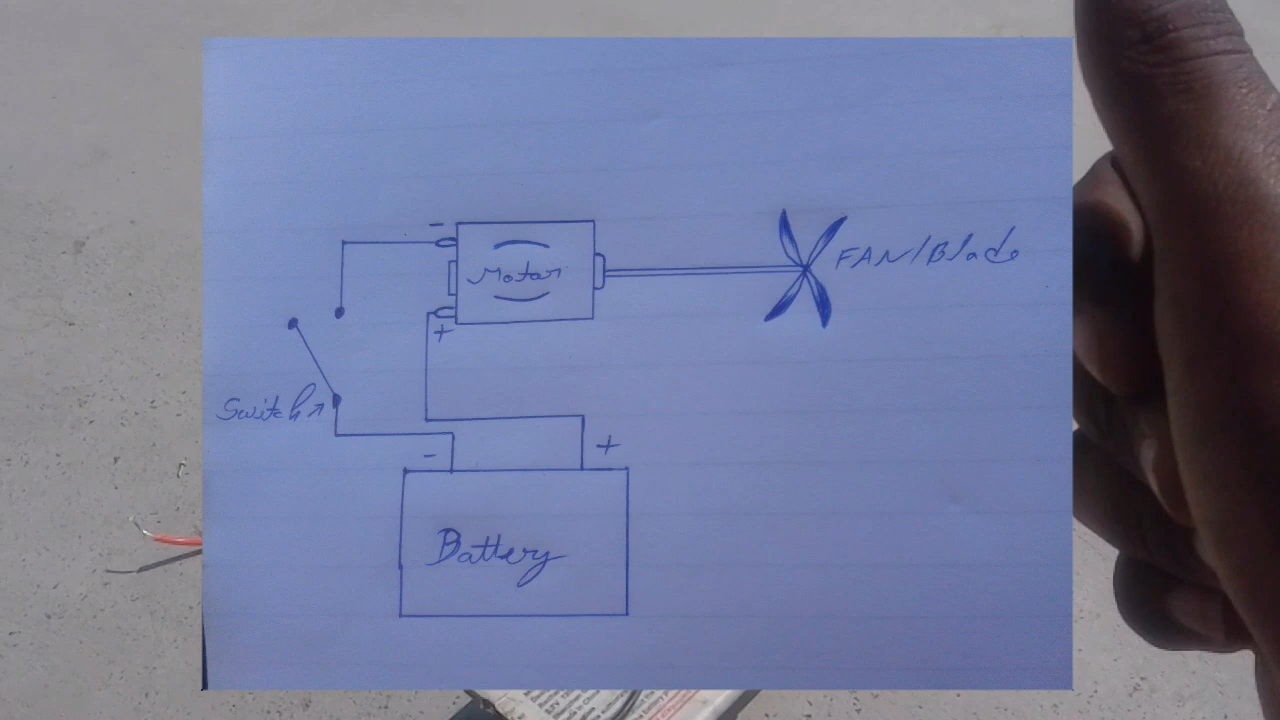 -
Motor
FAN/Blade
+
Switch
-
+
Battery